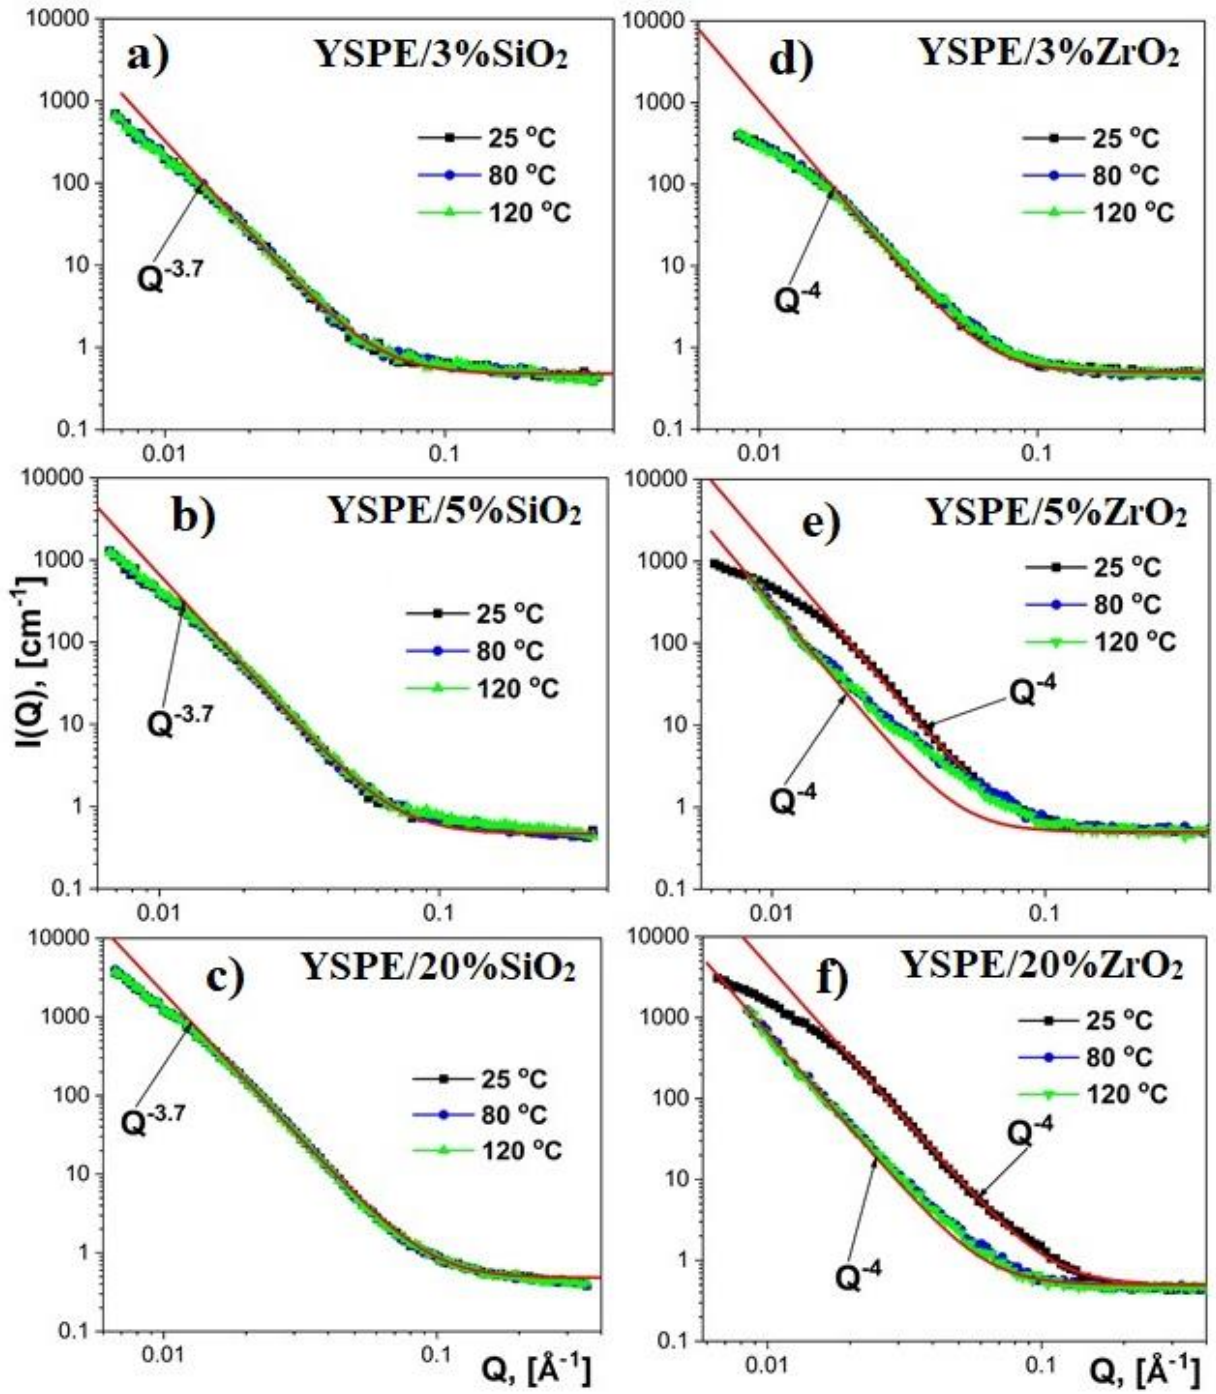 a) YSPE/3%SiO₂
10000
1000
100
10
1
0.1
25 °C
80 °C
120 °C
Q⁻³·⁷
0.01 0.1
d) YSPE/3%ZrO₂
10000
1000
100
10
1
0.1
25 °C
80 °C
120 °C
Q⁻⁴
0.01 0.1
b) YSPE/5%SiO₂
10000
1000
100
10
1
0.1
25 °C
80 °C
120 °C
Q⁻³·⁷
0.01 0.1
I(Q), [cm⁻¹]
e) YSPE/5%ZrO₂
10000
1000
100
10
1
0.1
25 °C
80 °C
120 °C
Q⁻⁴
Q⁻⁴
0.01 0.1
c) YSPE/20%SiO₂
10000
1000
100
10
1
0.1
25 °C
80 °C
120 °C
Q⁻³·⁷
0.01 0.1
Q, [Å⁻¹]
f) YSPE/20%ZrO₂
10000
1000
100
10
1
0.1
25 °C
80 °C
120 °C
Q⁻⁴
Q⁻⁴
0.01 0.1
Q, [Å⁻¹]